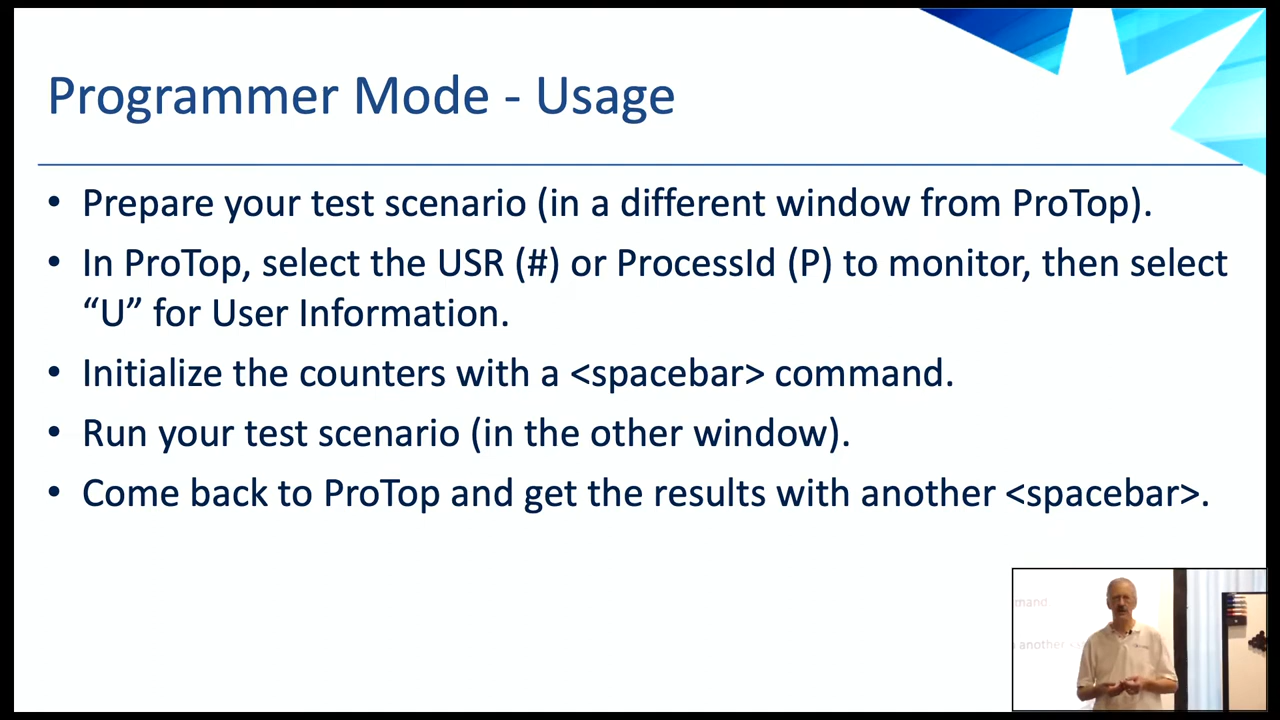 Programmer Mode - Usage
• Prepare your test scenario (in a different window from ProTop).
• In ProTop, select the USR (#) or ProcessId (P) to monitor, then select
“U” for User Information.
• Initialize the counters with a <spacebar> command.
• Run your test scenario (in the other window).
• Come back to ProTop and get the results with another <spacebar>.
mand
another <s